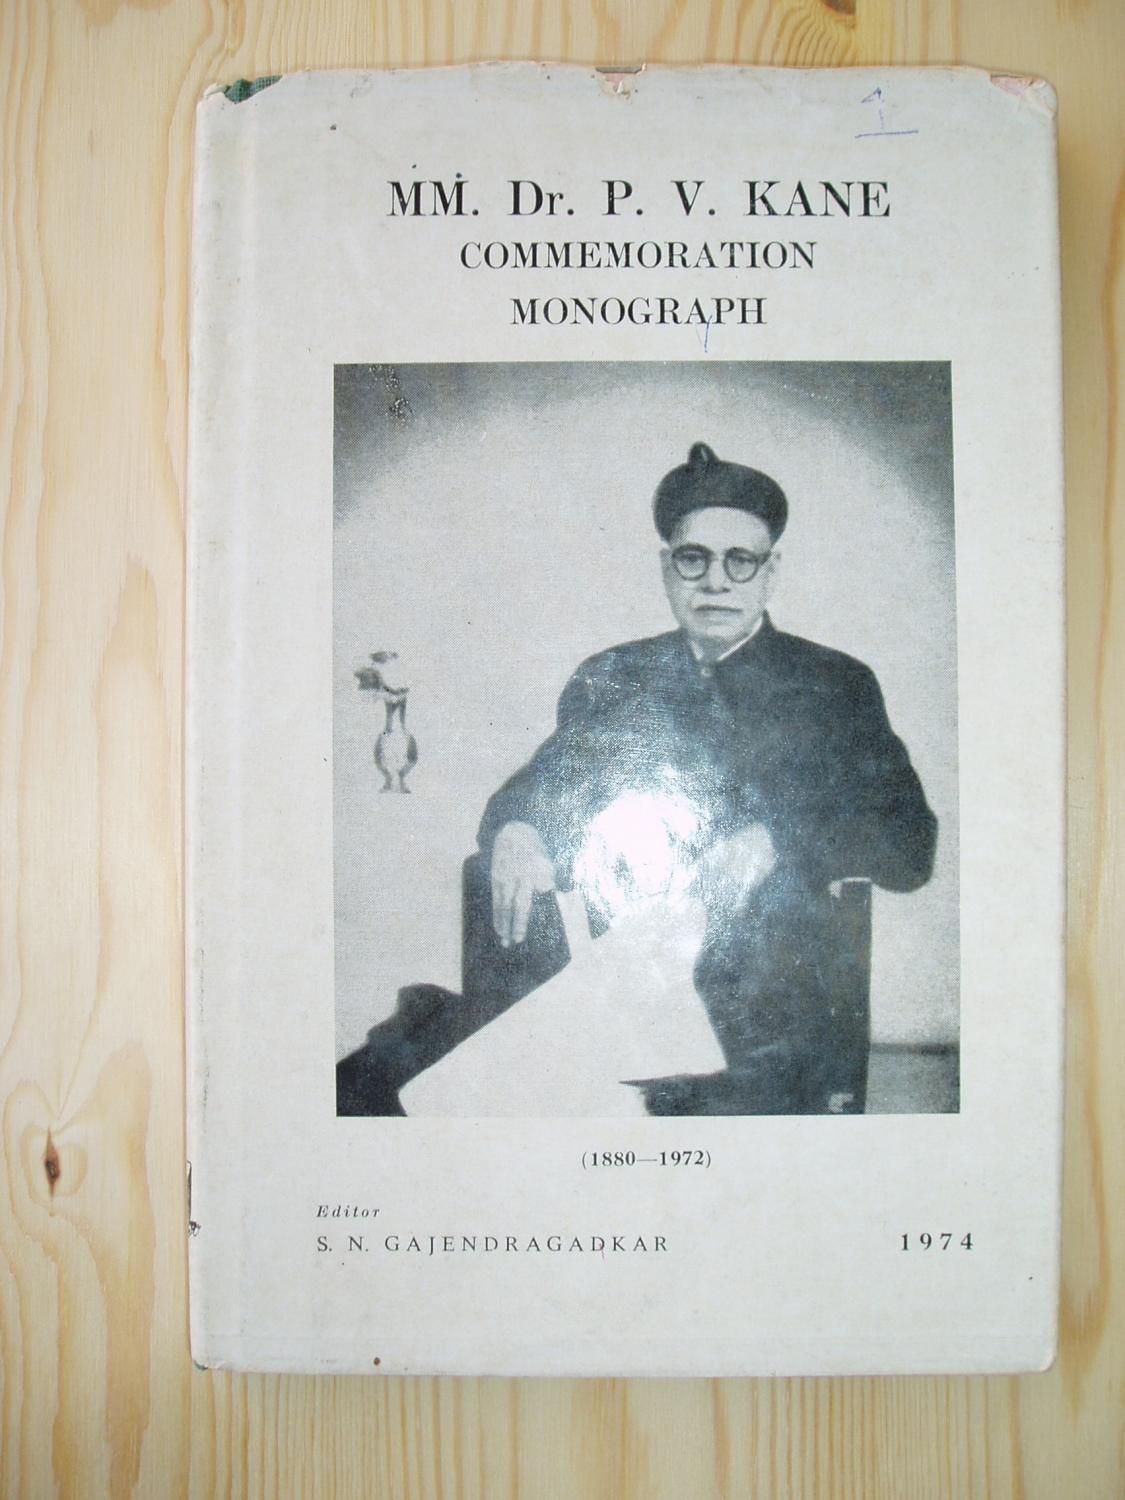 MM. Dr. P. V. KANE
COMMEMORATION
MONOGRAPH
(1880—1972)
Editor
S. N. GAJENDRAGADKAR
1974